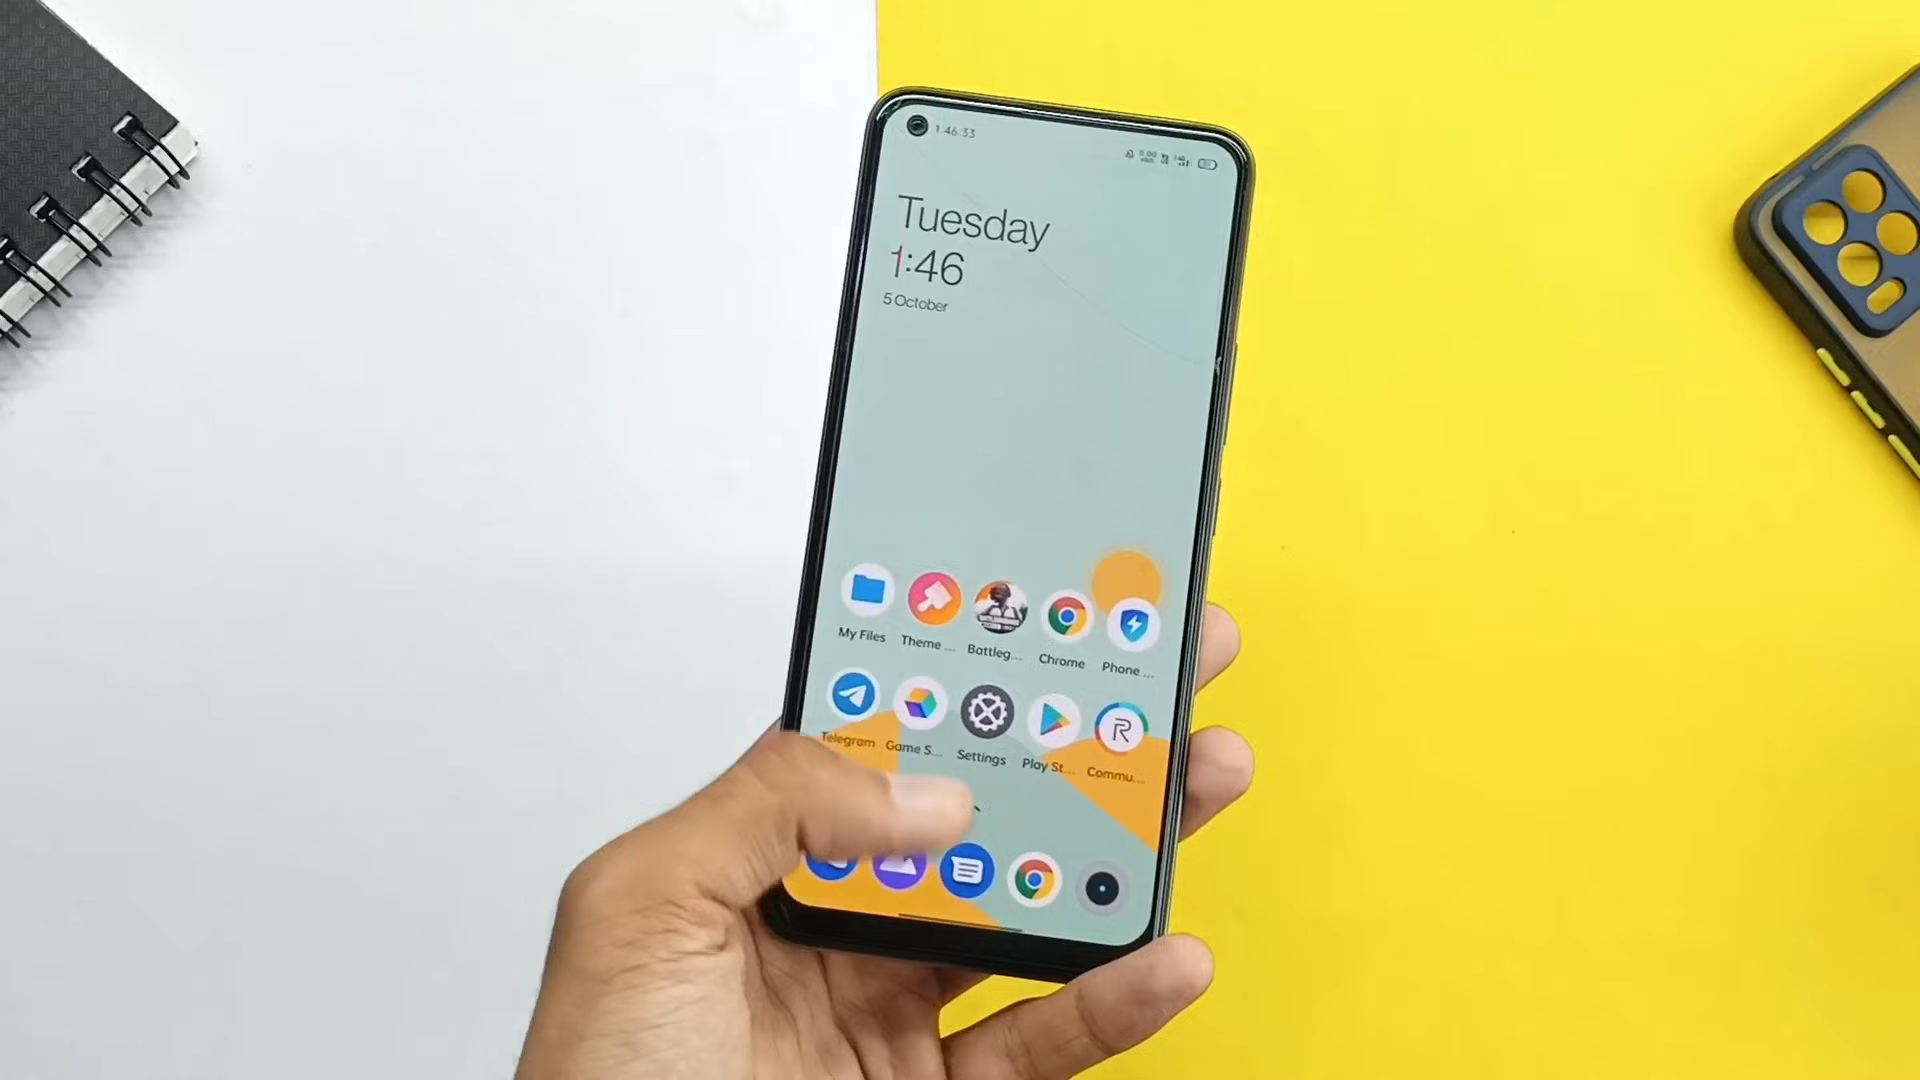 1:46:33
Tuesday
1:46
5 October
My Files
Theme ...
Battleg...
Chrome
Phone ...
Telegram
Game S...
Settings
Play St...
Commu...